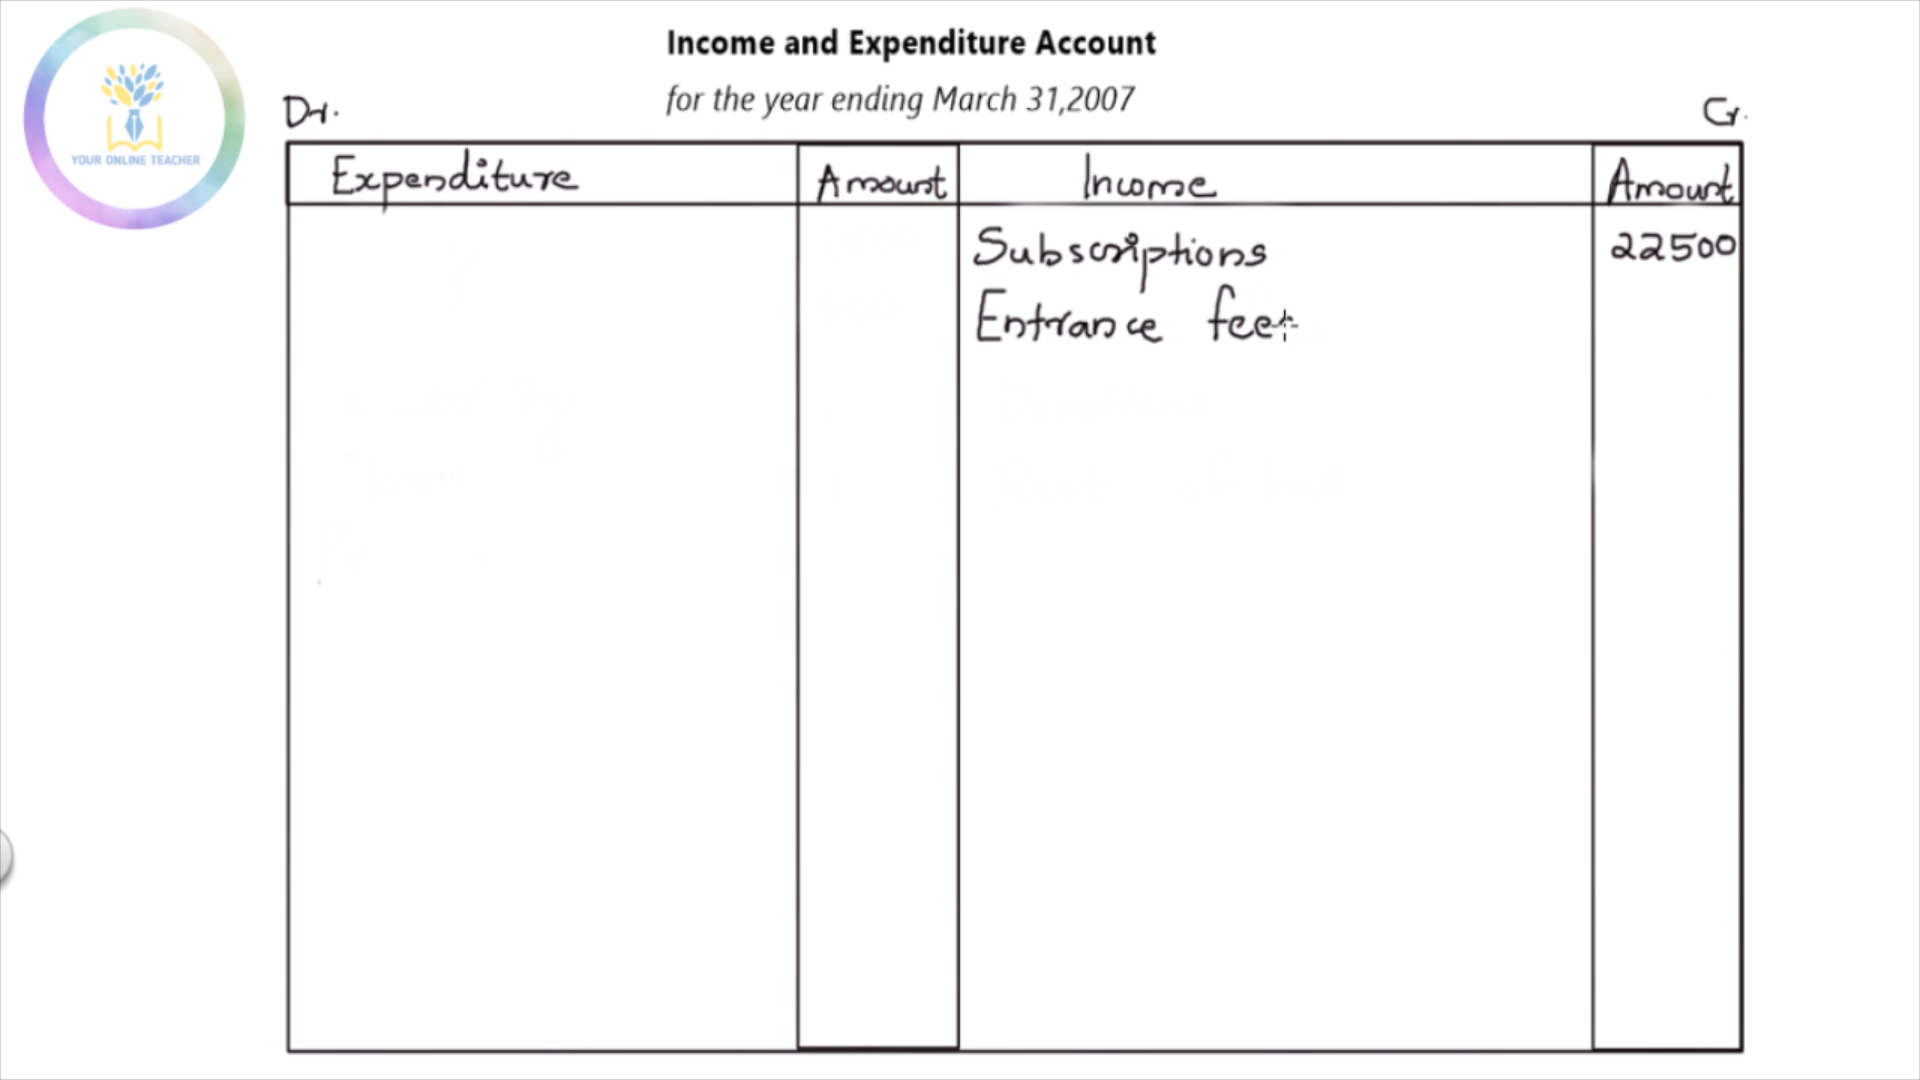 Income and Expenditure Account
for the year ending March 31,2007
Dr.
Cr.
YOUR ONLINE TEACHER
Expenditure Amount Income Amount
Subscriptions 22500
Entrance fee